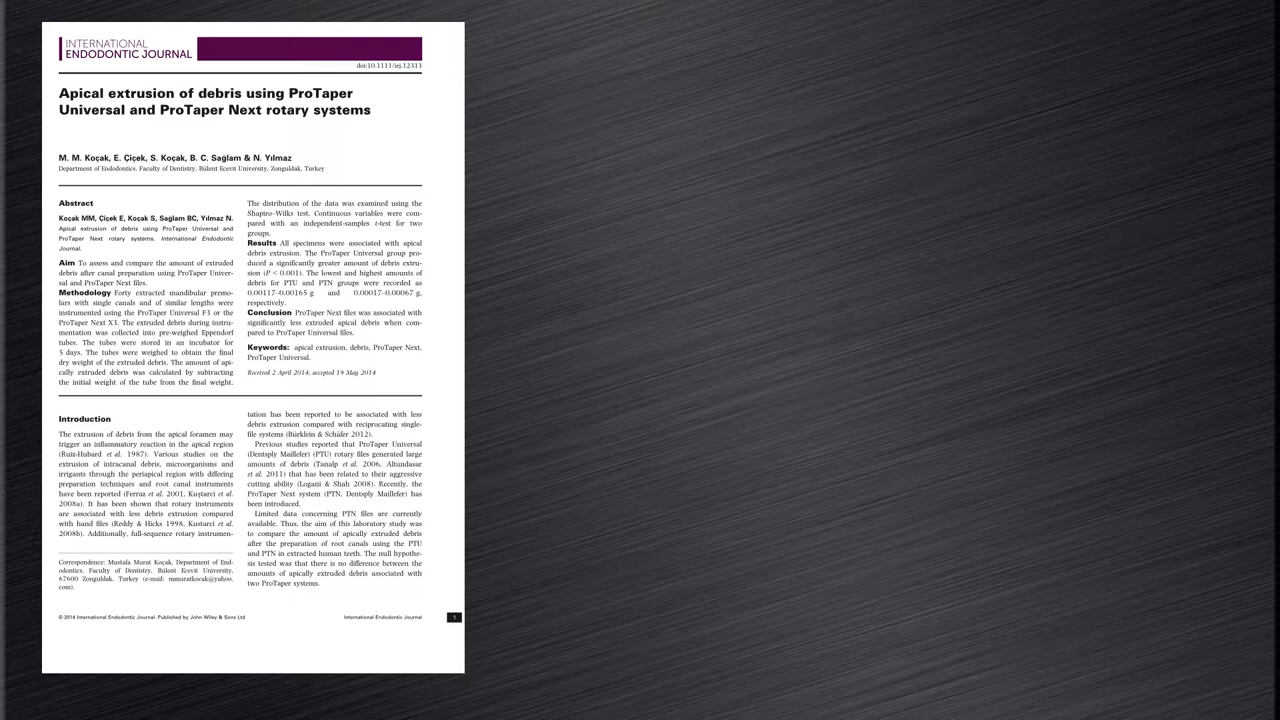 INTERNATIONAL
ENDODONTIC JOURNAL
doi:10.1111/iej.12313
Apical extrusion of debris using ProTaper
Universal and ProTaper Next rotary systems
M. M. Koçak, E. Çiçek, S. Koçak, B. C. Sağlam & N. Yılmaz
Department of Endodontics, Faculty of Dentistry, Bülent Ecevit University, Zonguldak, Turkey
Abstract
Koçak MM, Çiçek E, Koçak S, Sağlam BC, Yılmaz N.
Apical extrusion of debris using ProTaper Universal and
ProTaper Next rotary systems. International Endodontic
Journal.
Aim To assess and compare the amount of extruded
debris after canal preparation using ProTaper Univer-
sal and ProTaper Next files.
Methodology Forty extracted mandibular premo-
lars with single canals and of similar lengths were
instrumented using the ProTaper Universal F3 or the
ProTaper Next X3. The extruded debris during instru-
mentation was collected into pre-weighed Eppendorf
tubes. The tubes were stored in an incubator for
5 days. The tubes were weighed to obtain the final
dry weight of the extruded debris. The amount of api-
cally extruded debris was calculated by subtracting
the initial weight of the tube from the final weight.
The distribution of the data was examined using the
Shapiro–Wilks test. Continuous variables were com-
pared with an independent-samples t-test for two
groups.
Results All specimens were associated with apical
debris extrusion. The ProTaper Universal group pro-
duced a significantly greater amount of debris extru-
sion (P < 0.001). The lowest and highest amounts of
debris for PTU and PTN groups were recorded as
0.00117–0.00165 g and 0.00017–0.00067 g,
respectively.
Conclusion ProTaper Next files was associated with
significantly less extruded apical debris when com-
pared to ProTaper Universal files.
Keywords: apical extrusion, debris, ProTaper Next,
ProTaper Universal.
Received 2 April 2014; accepted 19 May 2014
Introduction
The extrusion of debris from the apical foramen may
trigger an inflammatory reaction in the apical region
(Ruiz-Hubard et al. 1987). Various studies on the
extrusion of intracanal debris, microorganisms and
irrigants through the periapical region with differing
preparation techniques and root canal instruments
have been reported (Ferraz et al. 2001, Kuştarci et al.
2008a). It has been shown that rotary instruments
are associated with less debris extrusion compared
with hand files (Reddy & Hicks 1998, Kustarci et al.
2008b). Additionally, full-sequence rotary instrumen-
tation has been reported to be associated with less
debris extrusion compared with reciprocating single-
file systems (Bürklein & Schäfer 2012).
Previous studies reported that ProTaper Universal
(Dentsply Maillefer) (PTU) rotary files generated large
amounts of debris (Tanalp et al. 2006, Altundasar
et al. 2011) that has been related to their aggressive
cutting ability (Logani & Shah 2008). Recently, the
ProTaper Next system (PTN, Dentsply Maillefer) has
been introduced.
Limited data concerning PTN files are currently
available. Thus, the aim of this laboratory study was
to compare the amount of apically extruded debris
after the preparation of root canals using the PTU
and PTN in extracted human teeth. The null hypothe-
sis tested was that there is no difference between the
amounts of apically extruded debris associated with
two ProTaper systems.
Correspondence: Mustafa Murat Koçak, Department of End-
odontics, Faculty of Dentistry, Bülent Ecevit University,
67600 Zonguldak, Turkey (e-mail: mmuratkocak@yahoo.
com).
© 2014 International Endodontic Journal. Published by John Wiley & Sons Ltd
International Endodontic Journal
1